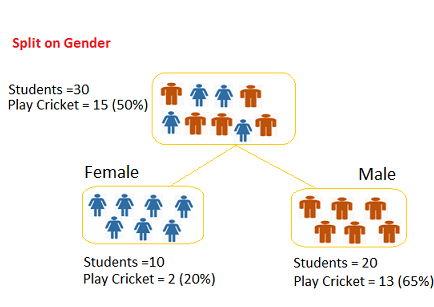 Split on Gender
Students =30
Play Cricket = 15 (50%)
Female
Male
Students =10
Play Cricket = 2 (20%)
Students = 20
Play Cricket = 13 (65%)